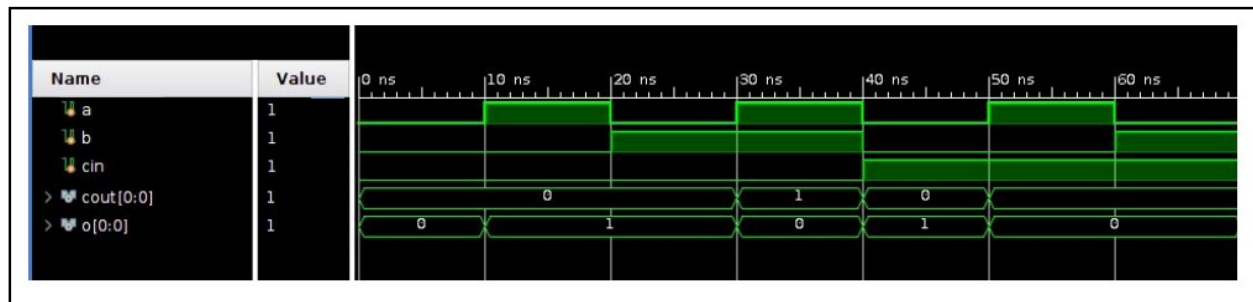 Name Value 0 ns 10 ns 20 ns 30 ns 40 ns 50 ns 60 ns
a 1
b 1
cin 1
cout[0:0] 1 0 1 0
o[0:0] 1 0 1 0 1 0